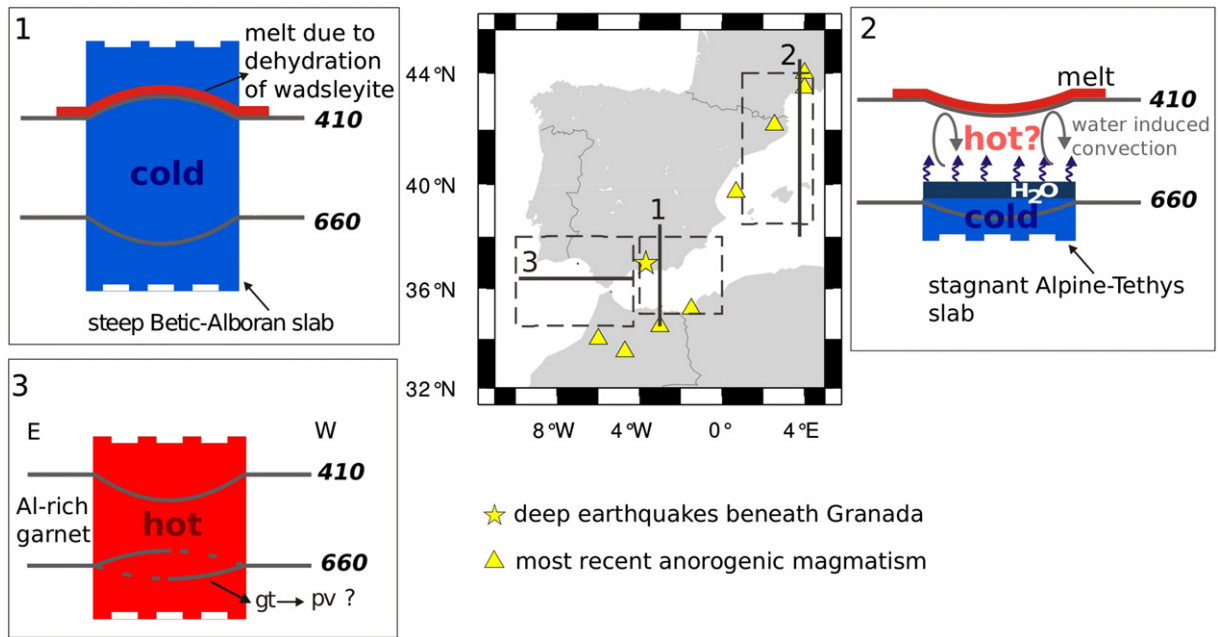 1
melt due to
dehydration
of wadsleyite
410
cold
660
steep Betic-Alboran slab
44°N
40°N
36°N
32°N
8°W
4°W
0°
4°E
2
1
3
2
melt
410
hot?
water induced
convection
H2O
660
cold
stagnant Alpine-Tethys
slab
3
E
W
410
Al-rich
garnet
hot
660
gt → pv ?
deep earthquakes beneath Granada
most recent anorogenic magmatism